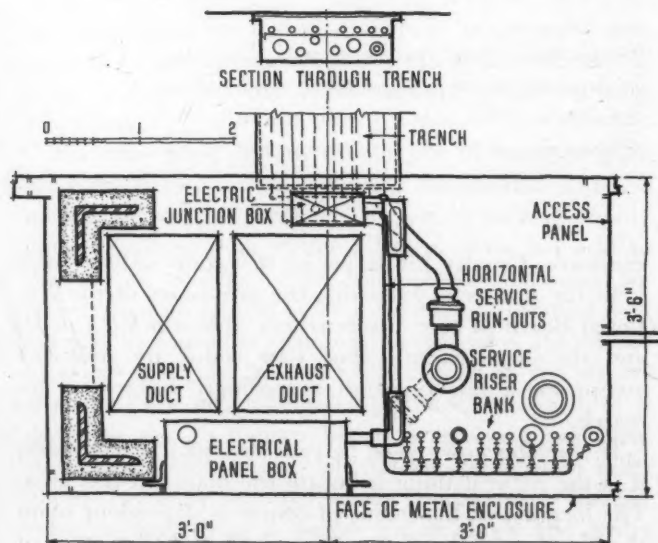 SECTION THROUGH TRENCH
0 1 2
TRENCH
ELECTRIC
JUNCTION BOX
ACCESS
PANEL
HORIZONTAL
SERVICE
RUN-OUTS
3'-6"
SERVICE
RISER
BANK
SUPPLY
DUCT
EXHAUST
DUCT
ELECTRICAL
PANEL BOX
FACE OF METAL ENCLOSURE
3'-0"
3'-0"